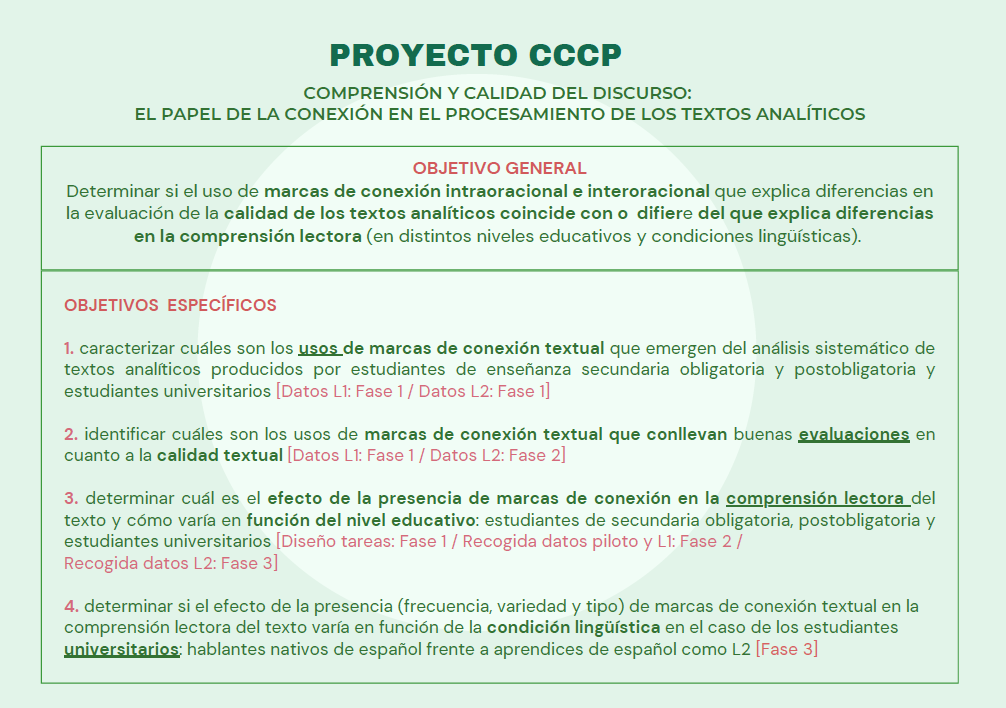 PROYECTO CCCP
COMPRENSIÓN Y CALIDAD DEL DISCURSO:
EL PAPEL DE LA CONEXIÓN EN EL PROCESAMIENTO DE LOS TEXTOS ANALÍTICOS
OBJETIVO GENERAL
Determinar si el uso de marcas de conexión intraoracional e interoracional que explica diferencias en
la evaluación de la calidad de los textos analíticos coincide con o difiere del que explica diferencias
en la comprensión lectora (en distintos niveles educativos y condiciones lingüísticas).
OBJETIVOS ESPECÍFICOS
1. caracterizar cuáles son los usos de marcas de conexión textual que emergen del análisis sistemático de
textos analíticos producidos por estudiantes de enseñanza secundaria obligatoria y postobligatoria y
estudiantes universitarios [Datos L1: Fase 1 / Datos L2: Fase 1]
2. identificar cuáles son los usos de marcas de conexión textual que conllevan buenas evaluaciones en
cuanto a la calidad textual [Datos L1: Fase 1 / Datos L2: Fase 2]
3. determinar cuál es el efecto de la presencia de marcas de conexión en la comprensión lectora del
texto y cómo varía en función del nivel educativo: estudiantes de secundaria obligatoria, postobligatoria y
estudiantes universitarios [Diseño tareas: Fase 1 / Recogida datos piloto y L1: Fase 2 /
Recogida datos L2: Fase 3]
4. determinar si el efecto de la presencia (frecuencia, variedad y tipo) de marcas de conexión textual en la
comprensión lectora del texto varía en función de la condición lingüística en el caso de los estudiantes
universitarios: hablantes nativos de español frente a aprendices de español como L2 [Fase 3]